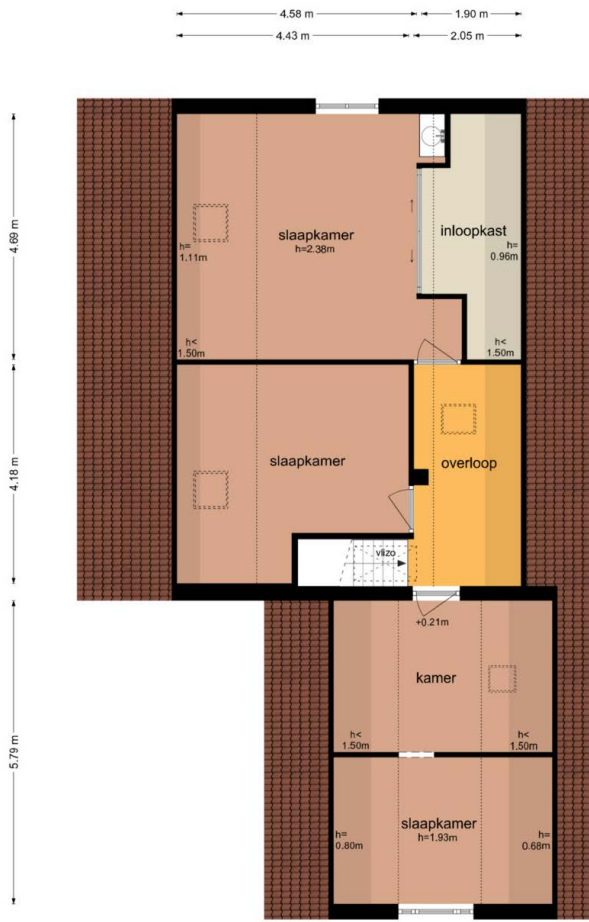 4.58 m
1.90 m
4.43 m
2.05 m
4.69 m
slaapkamer
h=2.38m
inloopkast
h=
1.11m
h=
0.96m
h<
1.50m
h<
1.50m
4.18 m
slaapkamer
overloop
vlizo
+0.21m
kamer
h<
1.50m
h<
1.50m
5.79 m
slaapkamer
h=1.93m
h=
0.80m
h=
0.68m